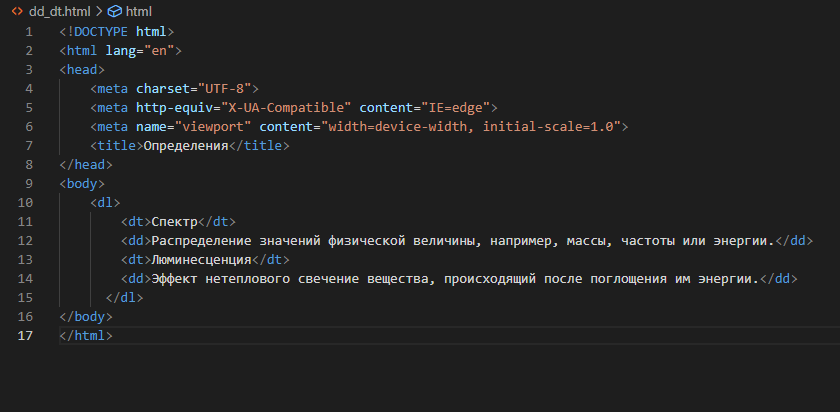 dd_dt.html > html
1 <!DOCTYPE html>
2 <html lang="en">
3 <head>
4     <meta charset="UTF-8">
5     <meta http-equiv="X-UA-Compatible" content="IE=edge">
6     <meta name="viewport" content="width=device-width, initial-scale=1.0">
7     <title>Определения</title>
8 </head>
9 <body>
10     <dl>
11         <dt>Спектр</dt>
12         <dd>Распределение значений физической величины, например, массы, частоты или энергии.</dd>
13         <dt>Люминесценция</dt>
14         <dd>Эффект нетеплового свечение вещества, происходящий после поглощения им энергии.</dd>
15       </dl>
16 </body>
17 </html>